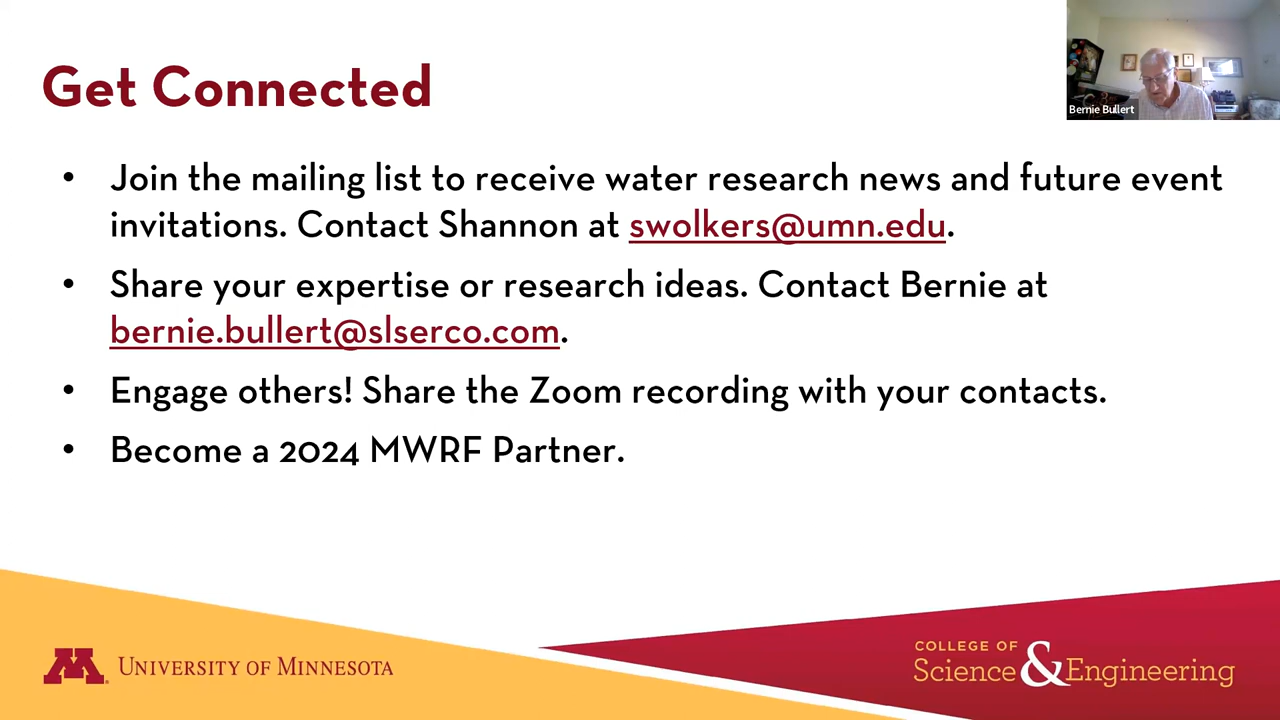 Get Connected
Bernie Bullert
• Join the mailing list to receive water research news and future event
invitations. Contact Shannon at swolkers@umn.edu.
• Share your expertise or research ideas. Contact Bernie at
bernie.bullert@slserco.com.
• Engage others! Share the Zoom recording with your contacts.
• Become a 2024 MWRF Partner.
M UNIVERSITY OF MINNESOTA
COLLEGE OF
Science & Engineering